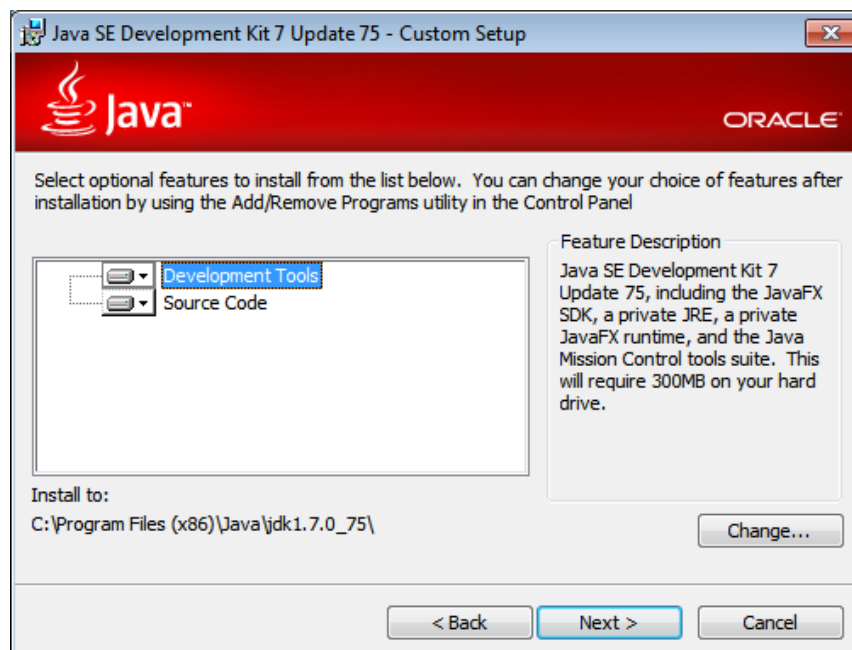 Java SE Development Kit 7 Update 75 - Custom Setup
Java™
ORACLE®
Select optional features to install from the list below. You can change your choice of features after
installation by using the Add/Remove Programs utility in the Control Panel
Development Tools
Source Code
Feature Description
Java SE Development Kit 7
Update 75, including the JavaFX
SDK, a private JRE, a private
JavaFX runtime, and the Java
Mission Control tools suite. This
will require 300MB on your hard
drive.
Install to:
C:\Program Files (x86)\Java\jdk1.7.0_75\
Change...
< Back
Next >
Cancel